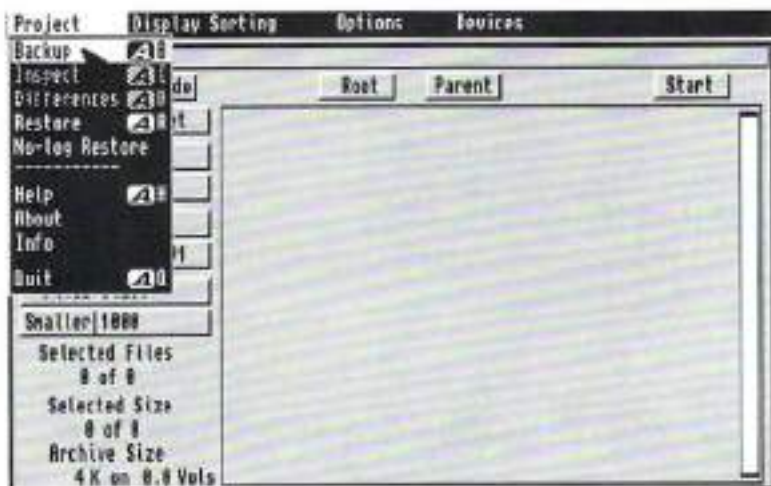 Project Display Sorting Options Devices
Backup B
Inspect I
Differences D
Restore R
No-log Restore
------------
Help H
About
Info
Quit Q
Root Parent Start
Smaller|1000
Selected Files
0 of 0
Selected Size
0 of 0
Archive Size
4K on 0.0 Vols